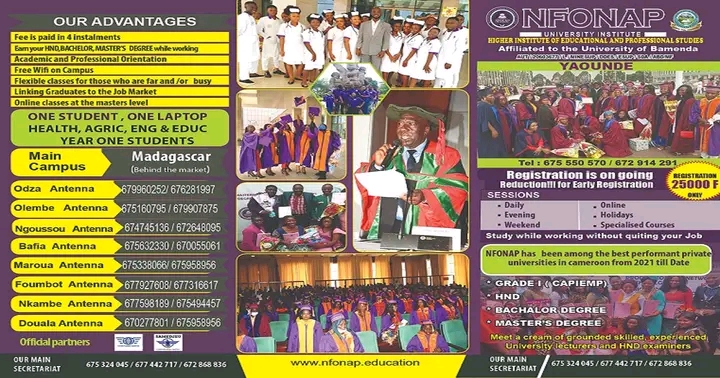 OUR ADVANTAGES
Fee is paid in 4 instalments
Earn your HND,BACHELOR, MASTER'S DEGREE while working
Academic and Professional Orientation
Free Wifi on Campus
Flexible classes for those who are far and /or busy
Linking Graduates to the Job Market
Online classes at the masters level
ONE STUDENT , ONE LAPTOP
HEALTH, AGRIC, ENG & EDUC
YEAR ONE STUDENTS
Main Campus
Madagascar
(Behind the market)
Odza Antenna 679960252/ 676281997
Olembe Antenna 675160795 / 679907875
Ngoussou Antenna 674745136 / 672648095
Bafia Antenna 675632330 / 670055061
Maroua Antenna 675338066/ 675958956
Foumbot Antenna 677927608/ 677316617
Nkambe Antenna 677598189 / 675494457
Douala Antenna 670277801 / 675958956
Official partners
OUR MAIN
SECRETARIAT
675 324 045 / 677 442 717 / 672 868 836
www.nfonap.education
NFONAP
UNIVERSITY INSTITUTE
HIGHER INSTITUTE OF EDUCATIONAL AND PROFESSIONAL STUDIES
Affiliated to the University of Bamenda
YAOUNDE
Tel : 675 550 570 / 672 914 291
Registration is on going
Reduction!!! for Early Registration
REGISTRATION
25000 F
ONLY
SESSIONS
- Daily
- Evening
- Weekend
- Online
- Holidays
- Specialised Courses
Study while working without quiting your Job
NFONAP has been among the best performant private
universities in cameroon from 2021 till Date
GRADE I ( CAPIEMP)
HND
BACHALOR DEGREE
MASTER'S DEGREE
Meet a cream of grounded skilled, experienced
University lecturers and HND examiners
OUR MAIN
SECRETARIAT
675 324 045 / 677 442 717 / 672 868 836